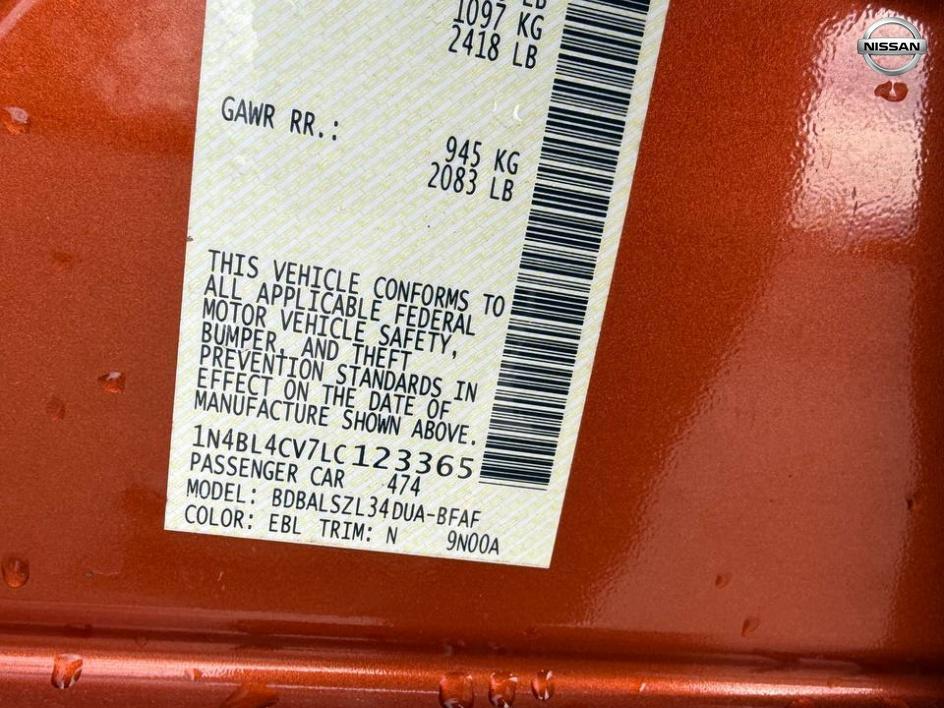 1097 KG
2418 LB
GAWR RR.:
945 KG
2083 LB
THIS VEHICLE CONFORMS TO
ALL APPLICABLE FEDERAL
MOTOR VEHICLE SAFETY,
BUMPER, AND THEFT
PREVENTION STANDARDS IN
EFFECT ON THE DATE OF
MANUFACTURE SHOWN ABOVE.
1N4BL4CV7LC123365
PASSENGER CAR 474
MODEL: BDBALSZL34DUA-BFAF
COLOR: EBL TRIM: N 9N00A
NISSAN